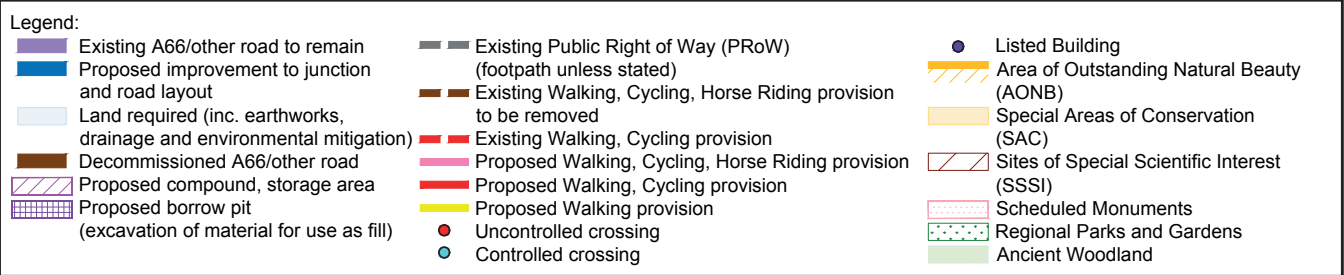 Legend:
Existing A66/other road to remain
Proposed improvement to junction
and road layout
Land required (inc. earthworks,
drainage and environmental mitigation)
Decommissioned A66/other road
Proposed compound, storage area
Proposed borrow pit
(excavation of material for use as fill)
Existing Public Right of Way (PRoW)
(footpath unless stated)
Existing Walking, Cycling, Horse Riding provision
to be removed
Existing Walking, Cycling provision
Proposed Walking, Cycling, Horse Riding provision
Proposed Walking, Cycling provision
Proposed Walking provision
Uncontrolled crossing
Controlled crossing
Listed Building
Area of Outstanding Natural Beauty
(AONB)
Special Areas of Conservation
(SAC)
Sites of Special Scientific Interest
(SSSI)
Scheduled Monuments
Regional Parks and Gardens
Ancient Woodland